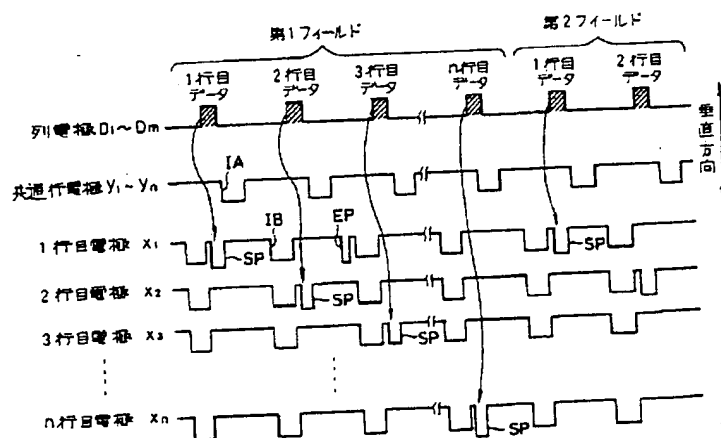 第1フィールド 第2フィールド
1行目 2行目 3行目 n行目 1行目 2行目
データ データ データ データ データ データ
列電極D1~Dm
垂直方向
IA
共通行電極y1~yn
IB EP
1行目電極 x1
SP SP
2行目電極 x2
SP
3行目電極 x3
SP
n行目電極 xn
SP